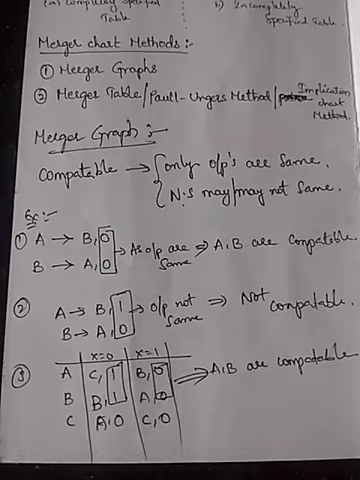 (a) Completely Specified Table
b) Incompletely Specified Table.
Merger chart Methods :-
① Merger Graphs
② Merger Table/Paull-Ungers Method/Implication chart Method.
Merger Graph :-
Compatable → only o/p's are same.
N.S may/may not same.
Ex:-
① A → B, 0
B → A, 0 → As o/p are same ⇒ A,B are compatible.
② A → B, 1
B → A, 0 → o/p not same ⇒ Not compatable.
③ x=0 x=1
A C, 1 B, 0
B B, 1 A, 0 ⇒ A,B are compatable
C A, 0 C, 0